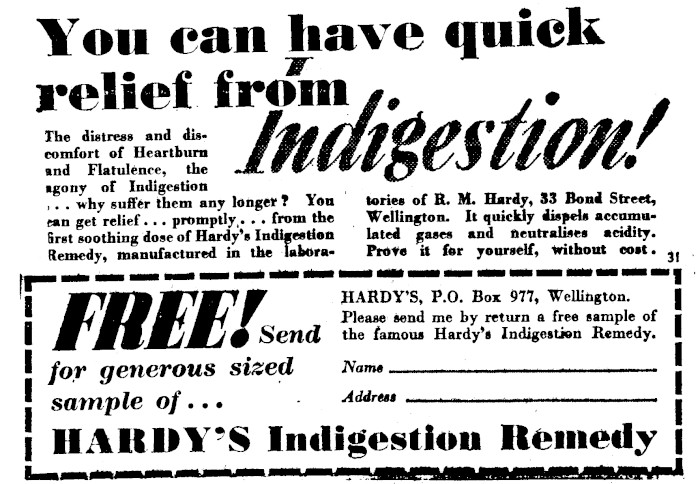 You can have quick
relief from
Indigestion!
The distress and dis-
comfort of Heartburn
and Flatulence, the
agony of Indigestion
... why suffer them any longer? You
can get relief... promptly... from the
first soothing dose of Hardy's Indigestion
Remedy, manufactured in the labora-
tories of R. M. Hardy, 33 Bond Street,
Wellington. It quickly dispels accumu-
lated gases and neutralises acidity.
Prove it for yourself, without cost.
31
FREE! Send
for generous sized
sample of...
HARDY'S, P.O. Box 977, Wellington.
Please send me by return a free sample of
the famous Hardy's Indigestion Remedy.
Name
Address
HARDY'S Indigestion Remedy